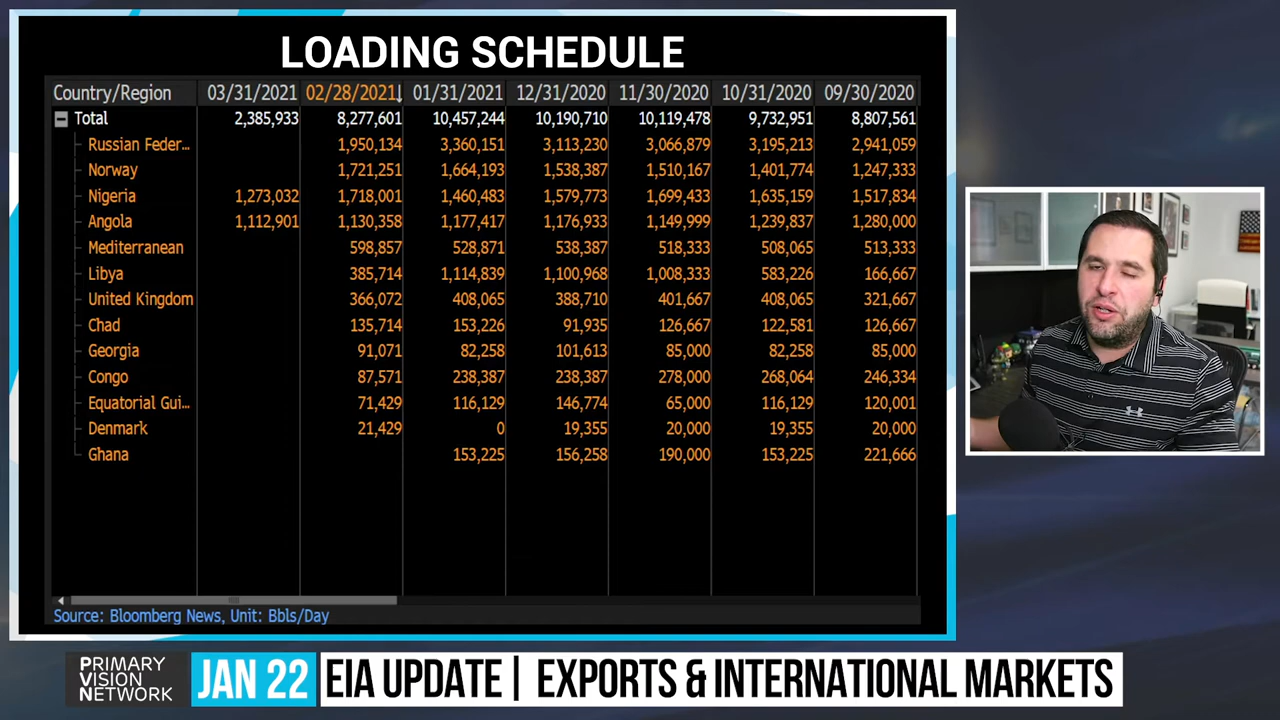 LOADING SCHEDULE
Country/Region 03/31/2021 02/28/2021↓ 01/31/2021 12/31/2020 11/30/2020 10/31/2020 09/30/2020
Total 2,385,933 8,277,601 10,457,244 10,190,710 10,119,478 9,732,951 8,807,561
Russian Feder… 1,950,134 3,360,151 3,113,230 3,066,879 3,195,213 2,941,059
Norway 1,721,251 1,664,193 1,538,387 1,510,167 1,401,774 1,247,333
Nigeria 1,273,032 1,718,001 1,460,483 1,579,773 1,699,433 1,635,159 1,517,834
Angola 1,112,901 1,130,358 1,177,417 1,176,933 1,149,999 1,239,837 1,280,000
Mediterranean 598,857 528,871 538,387 518,333 508,065 513,333
Libya 385,714 1,114,839 1,100,968 1,008,333 583,226 166,667
United Kingdom 366,072 408,065 388,710 401,667 408,065 321,667
Chad 135,714 153,226 91,935 126,667 122,581 126,667
Georgia 91,071 82,258 101,613 85,000 82,258 85,000
Congo 87,571 238,387 238,387 278,000 268,064 246,334
Equatorial Gui… 71,429 116,129 146,774 65,000 116,129 120,001
Denmark 21,429 0 19,355 20,000 19,355 20,000
Ghana 153,225 156,258 190,000 153,225 221,666
Source: Bloomberg News, Unit: Bbls/Day
PRIMARY
VISION
NETWORK
JAN 22
EIA UPDATE | EXPORTS & INTERNATIONAL MARKETS